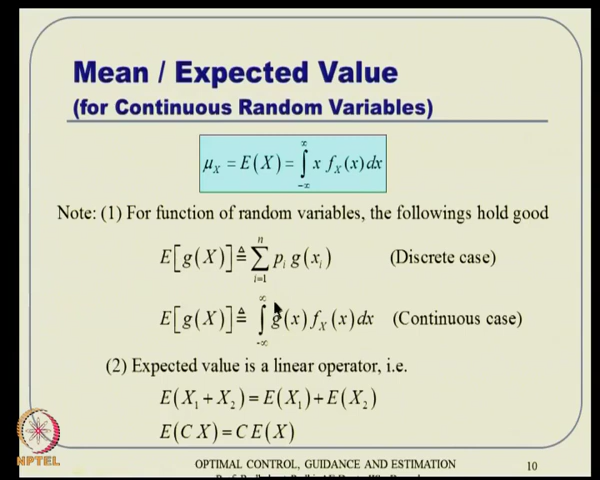 Mean / Expected Value
(for Continuous Random Variables)
μ_X = E(X) = ∫_{-∞}^{∞} x f_X(x) dx
Note: (1) For function of random variables, the followings hold good
E[g(X)] ≜ ∑_{i=1}^{n} p_i g(x_i) (Discrete case)
E[g(X)] ≜ ∫_{-∞}^{∞} g(x) f_X(x) dx (Continuous case)
(2) Expected value is a linear operator, i.e.
E(X_1 + X_2) = E(X_1) + E(X_2)
E(C X) = C E(X)
NPTEL
OPTIMAL CONTROL, GUIDANCE AND ESTIMATION 10